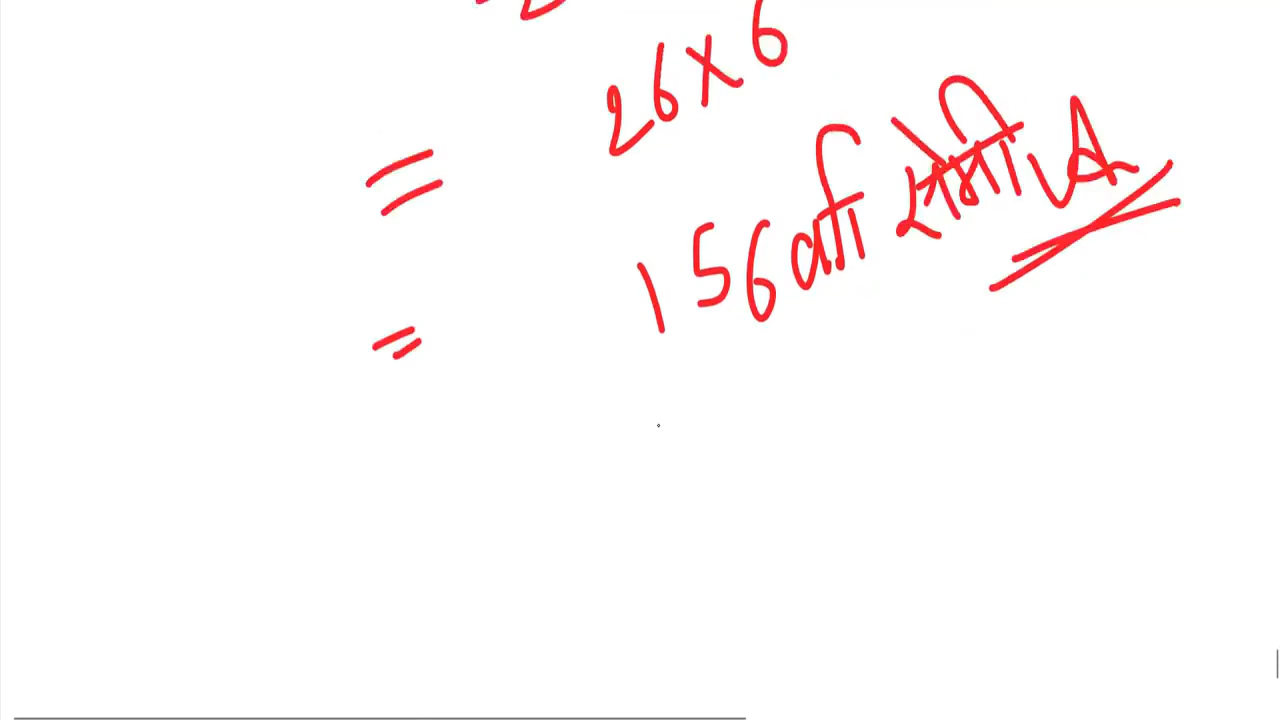 = 26 × 6
= 156 वर्ग सेमी. A